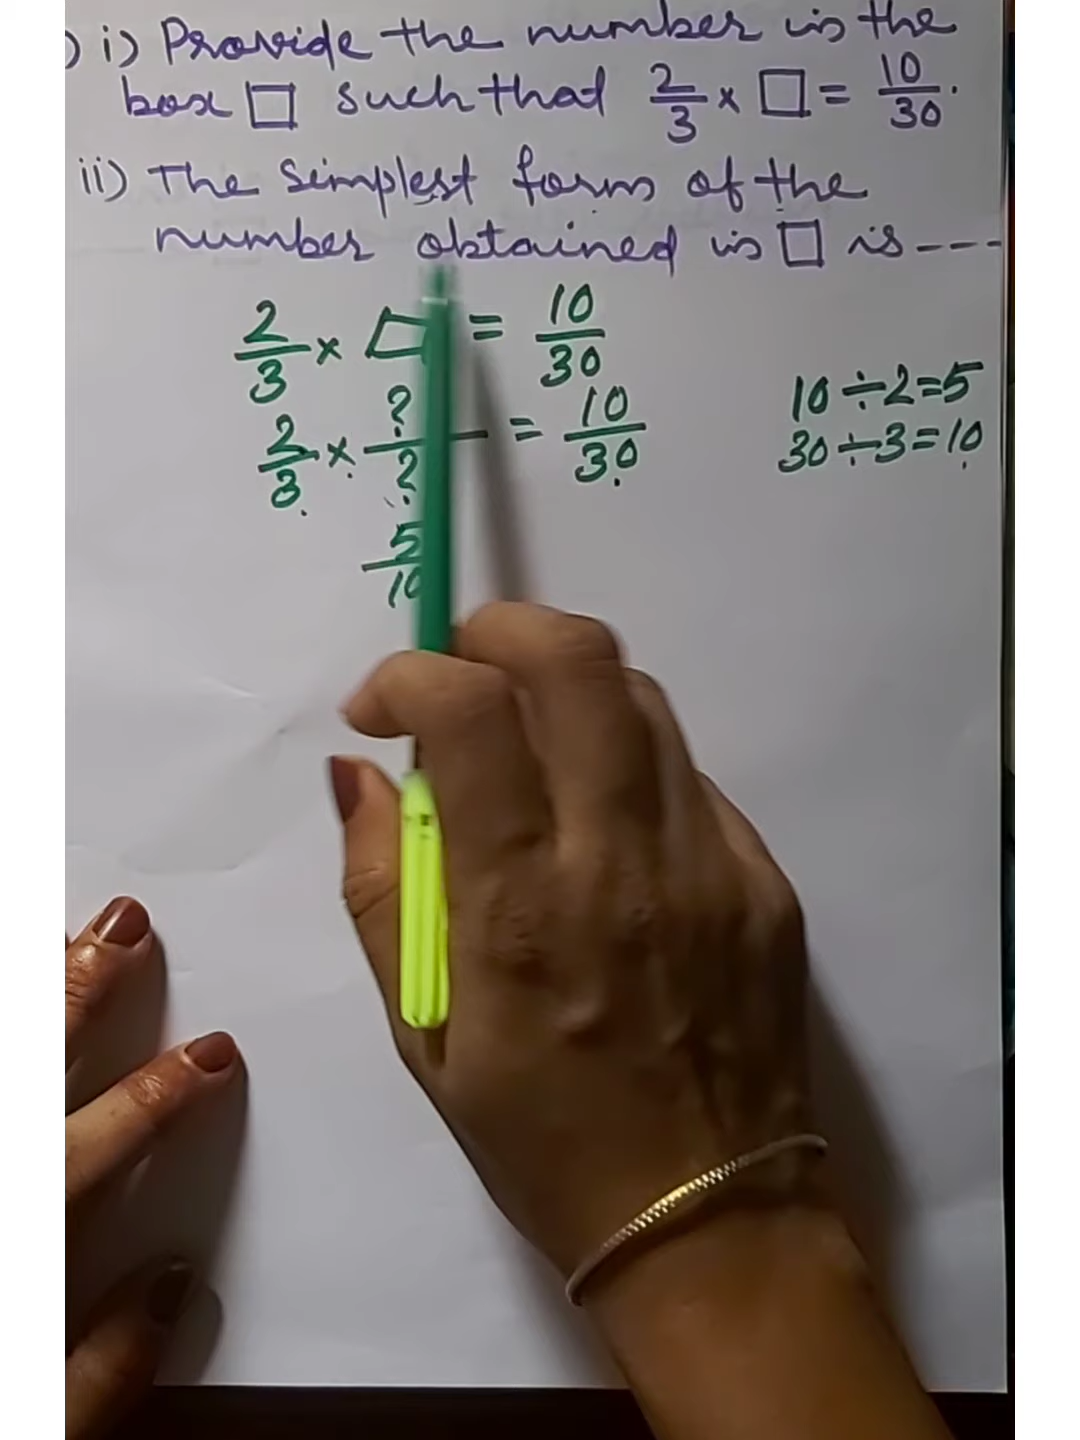 ) i) Provide the number in the
box □ such that 2/3 × □ = 10/30.
ii) The simplest form of the
number obtained in □ is ----
2/3 × □ = 10/30
2/3 × ?/? = 10/30
5/10
10 ÷ 2 = 5
30 ÷ 3 = 10